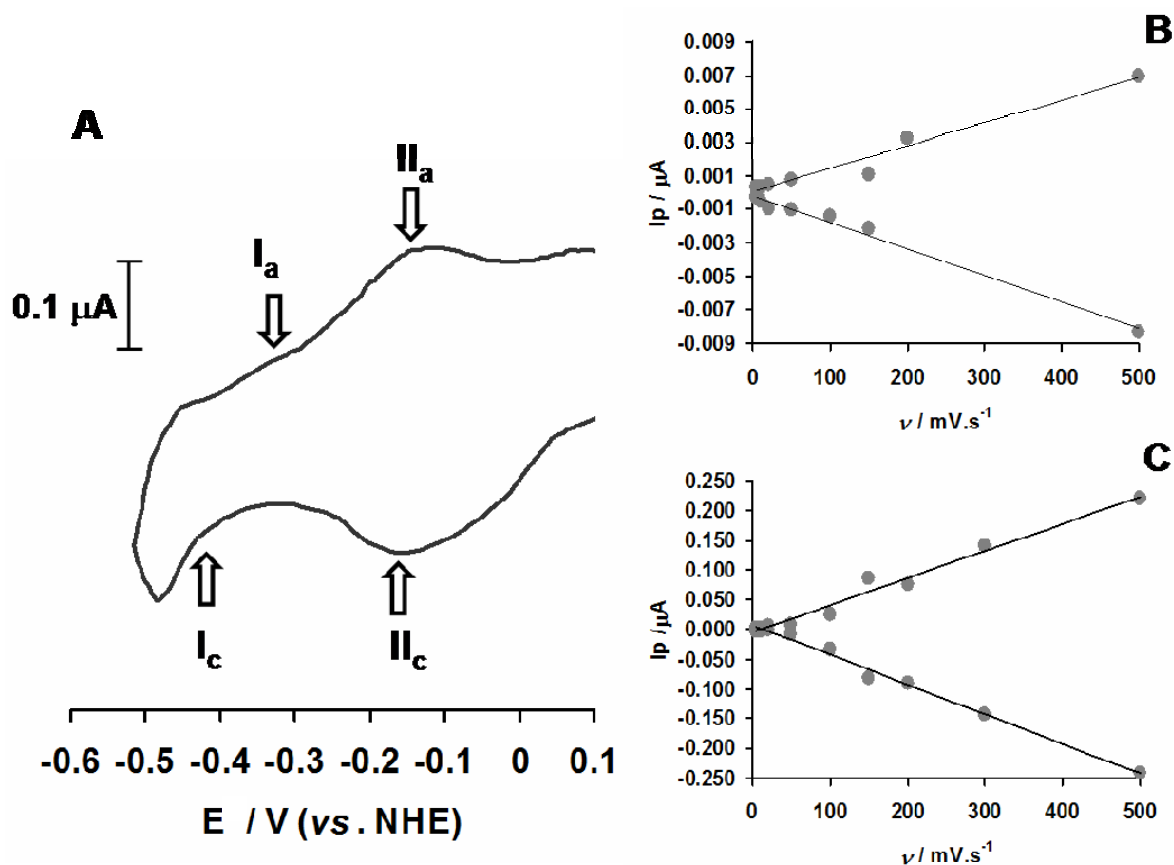 A
0.1 μA
Ia
IIa
Ic
IIc
-0.6 -0.5 -0.4 -0.3 -0.2 -0.1 0 0.1
E / V (vs. NHE)
B
0.009
0.007
0.005
0.003
0.001
-0.001
-0.003
-0.005
-0.007
-0.009
Ip / μA
0 100 200 300 400 500
ν / mV.s-1
C
0.250
0.200
0.150
0.100
0.050
0.000
-0.050
-0.100
-0.150
-0.200
-0.250
Ip /μA
0 100 200 300 400 500
ν / mV.s-1